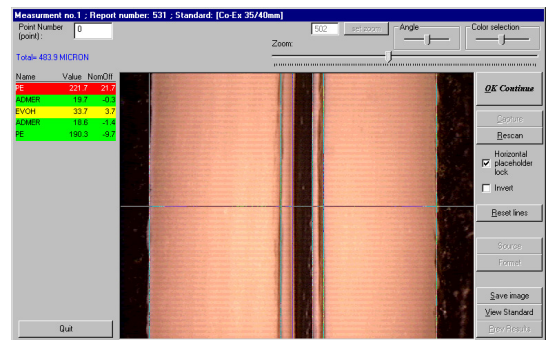 Measurment no.1 ; Report number: 531 ; Standard: [Co-Ex 35/40mm]
Point Number (point) : 0
502 set zoom Angle Color selection
Zoom:
Total= 483.9 MICRON
Name Value NomOff
PE 221.7 21.7
ADMER 19.7 -0.3
EVOH 33.7 3.7
ADMER 18.6 -1.4
PE 190.3 -9.7
OK Continue
Capture
Rescan
Horizontal
placeholder
lock
Invert
Reset lines
Source
Format
Save image
View Standard
Prev Results
Quit